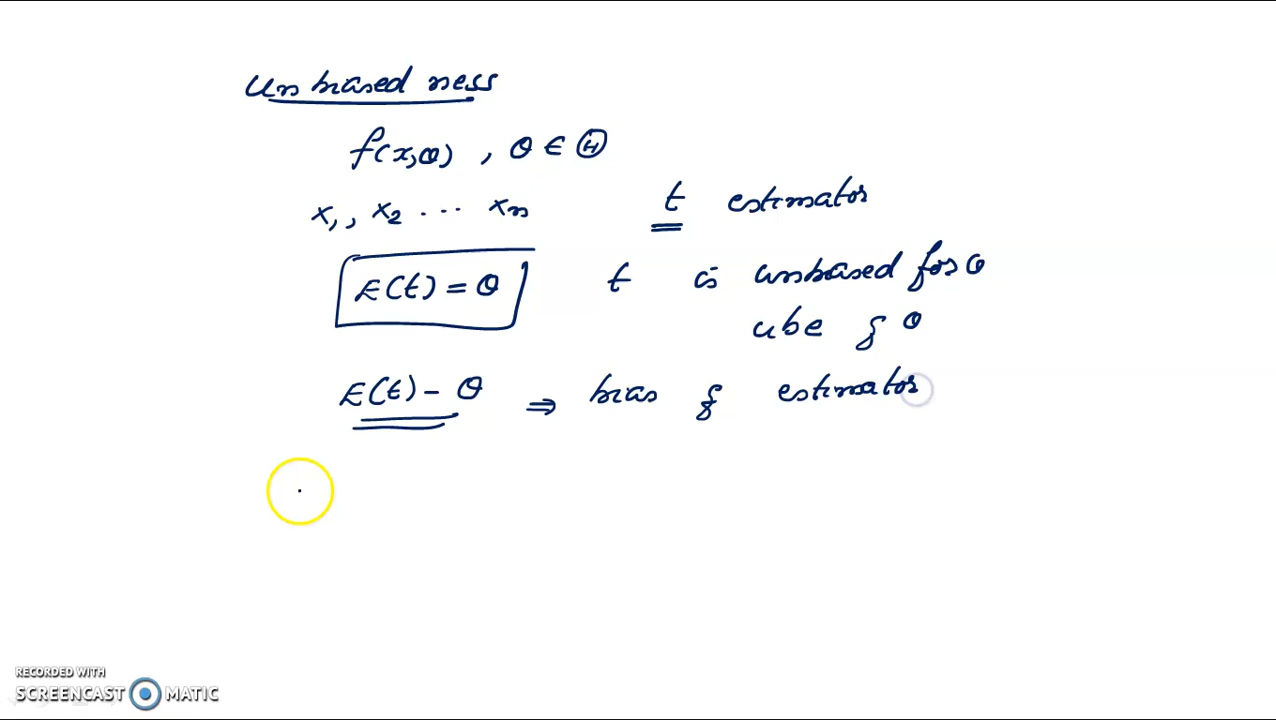 Unbiasedness
f(x,θ) , θ ∈ Θ
x₁, x₂ ... xₙ t estimator
E(t) = θ t is unbiased for θ
ube of θ
E(t) - θ ⇒ bias of estimator
RECORDED WITH
SCREENCAST MATIC